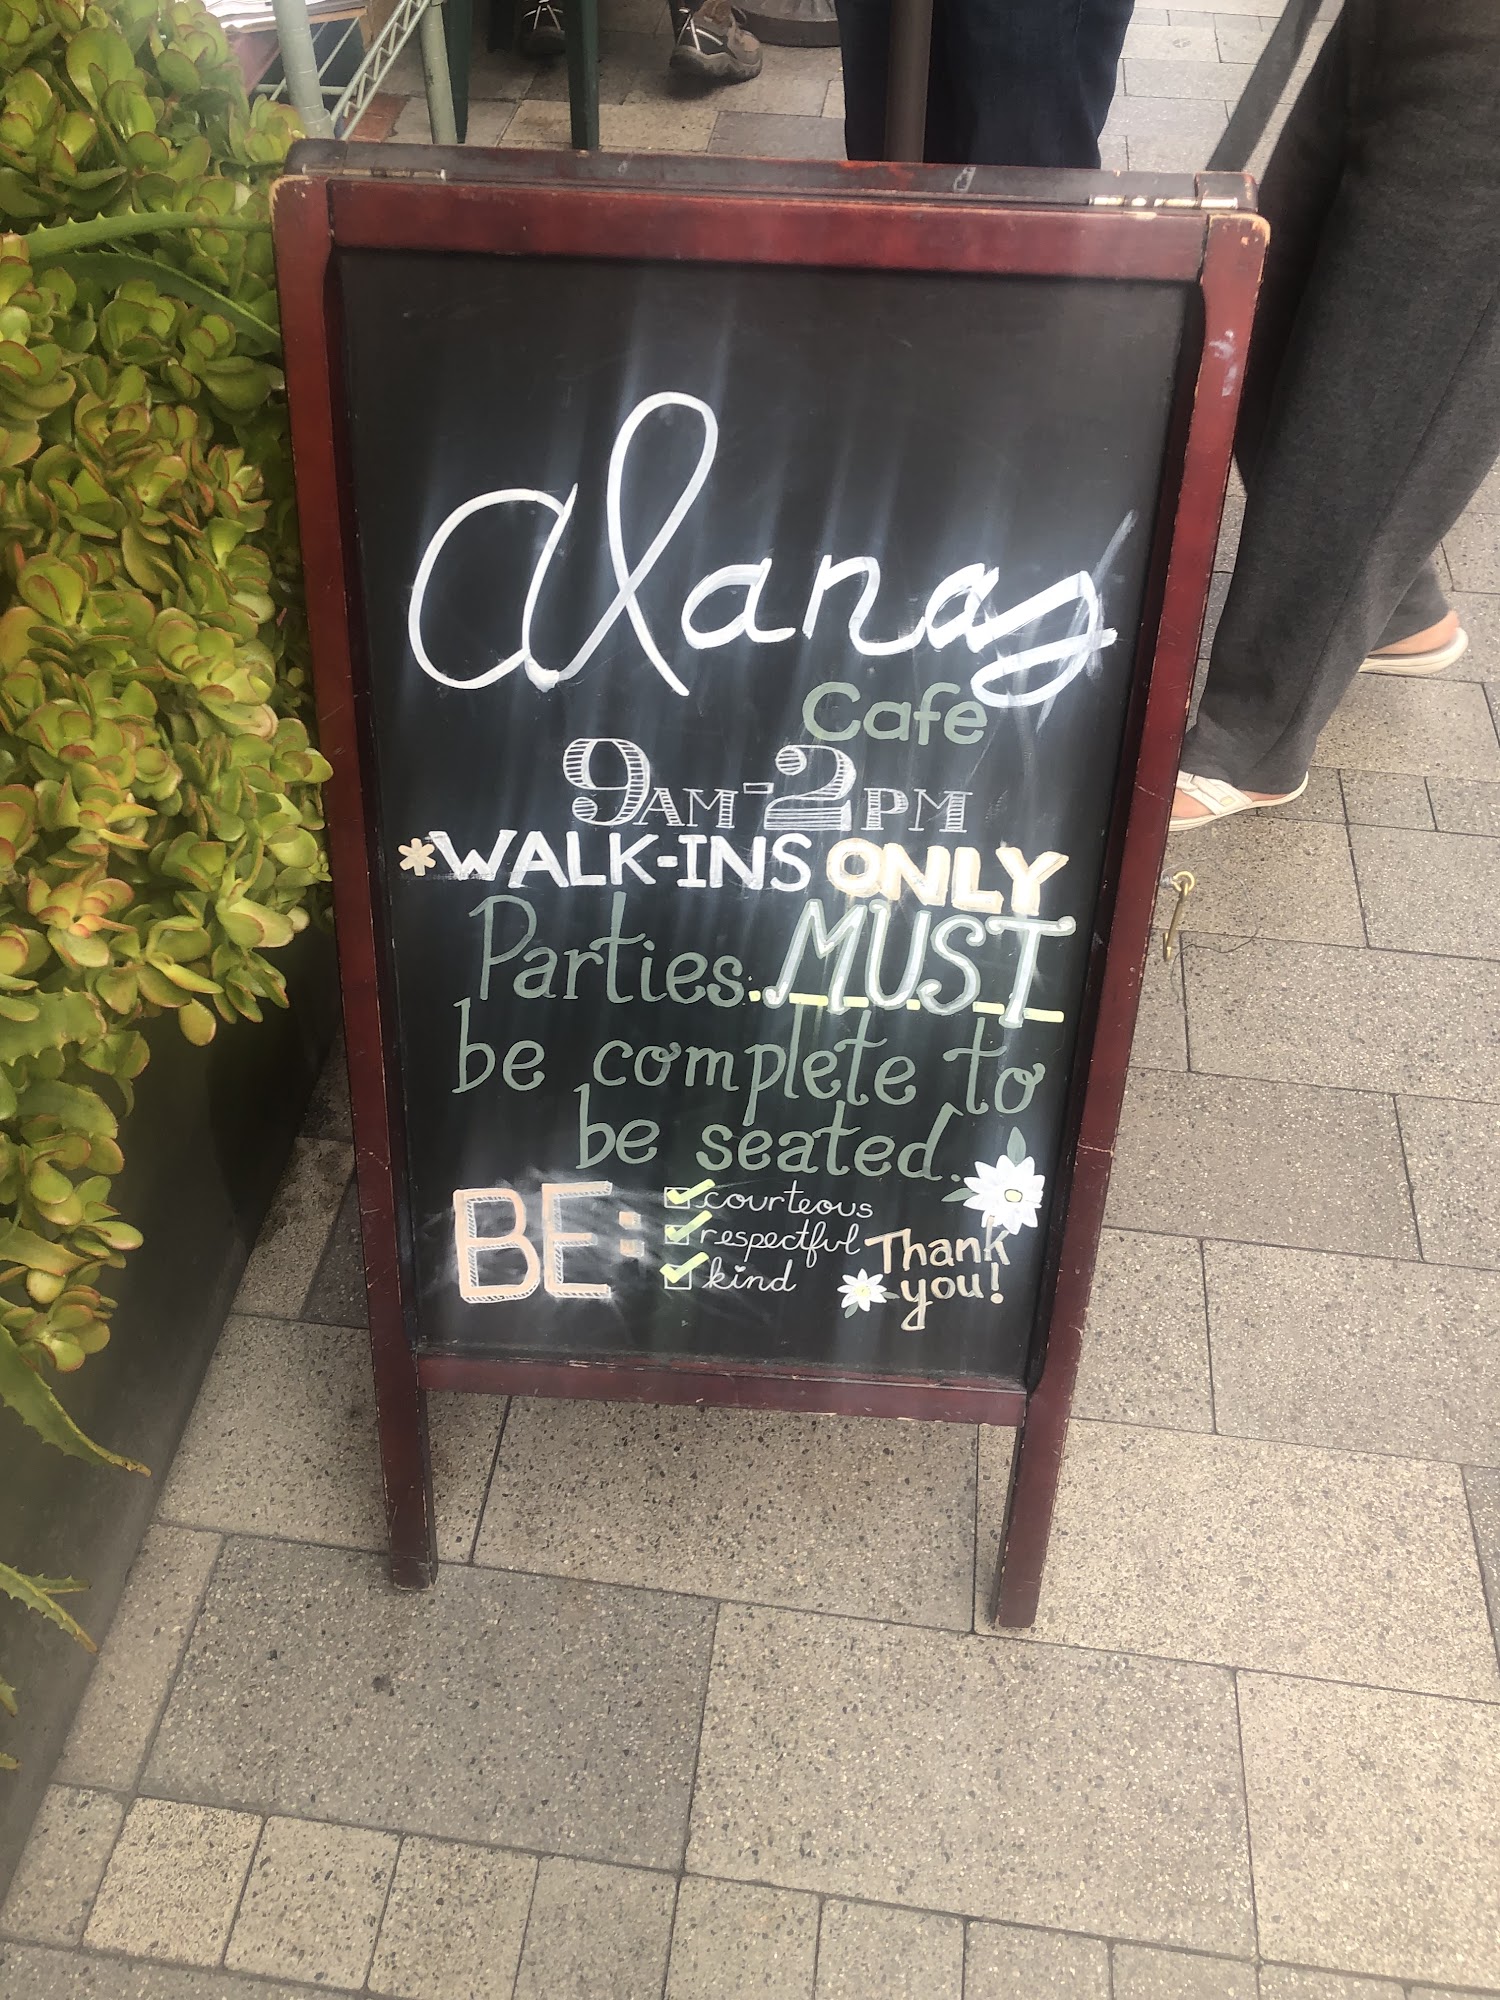 Alanas
Cafe
9AM-2PM
*WALK-INS ONLY
Parties MUST
be complete to
be seated.
BE: courteous
respectful
kind
Thank
you!